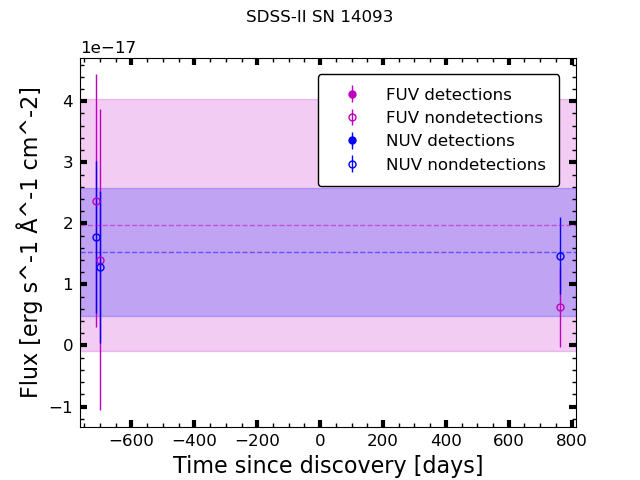 SDSS-II SN 14093
1e−17
FUV detections
FUV nondetections
NUV detections
NUV nondetections
4
3
2
1
0
−1
−600
−400
−200
0
200
400
600
800
Time since discovery [days]
Flux [erg s^-1 Å^-1 cm^-2]